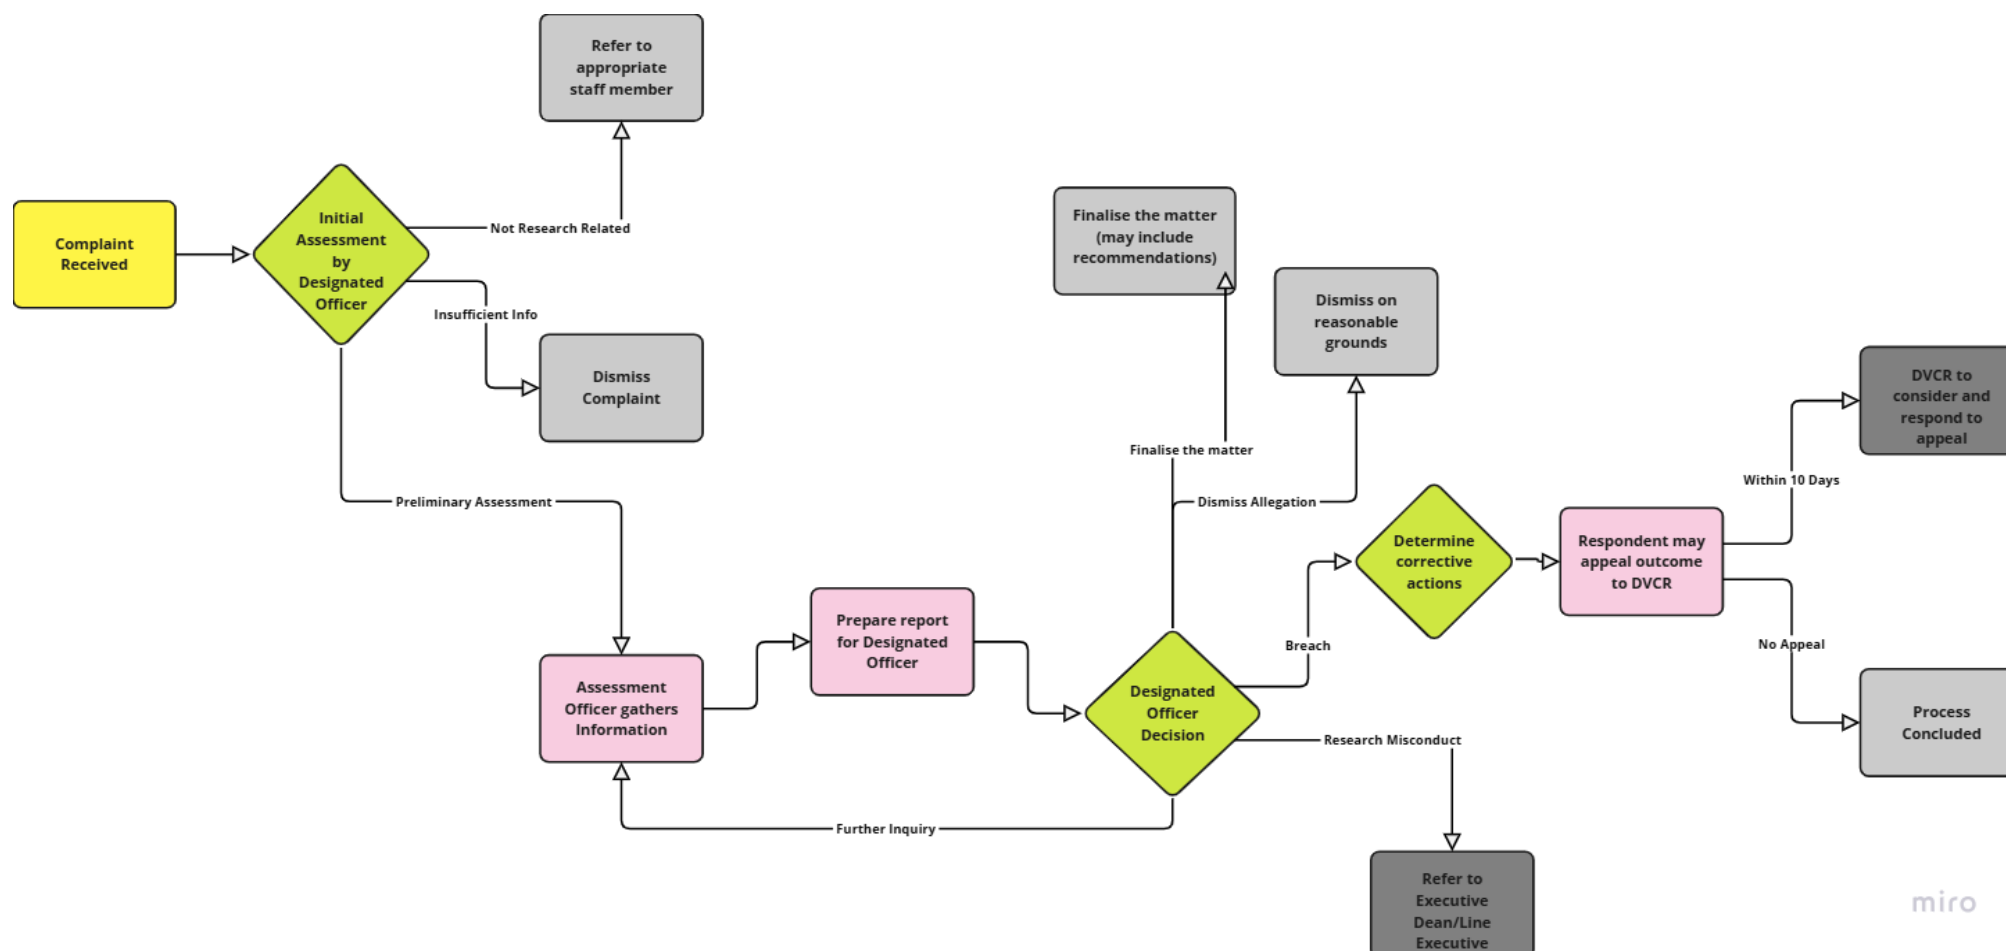 Refer to
appropriate
staff member
Complaint
Received
Initial
Assessment
by
Designated
Officer
Not Research Related
Insufficient Info
Dismiss
Complaint
Preliminary Assessment
Assessment
Officer gathers
Information
Prepare report
for Designated
Officer
Designated
Officer
Decision
Further Inquiry
Finalise the matter
(may include
recommendations)
Finalise the matter
Dismiss on
reasonable
grounds
Dismiss Allegation
Breach
Determine
corrective
actions
Respondent may
appeal outcome
to DVCR
Within 10 Days
DVCR to
consider and
respond to
appeal
No Appeal
Process
Concluded
Research Misconduct
Refer to
Executive
Dean/Line
Executive
miro